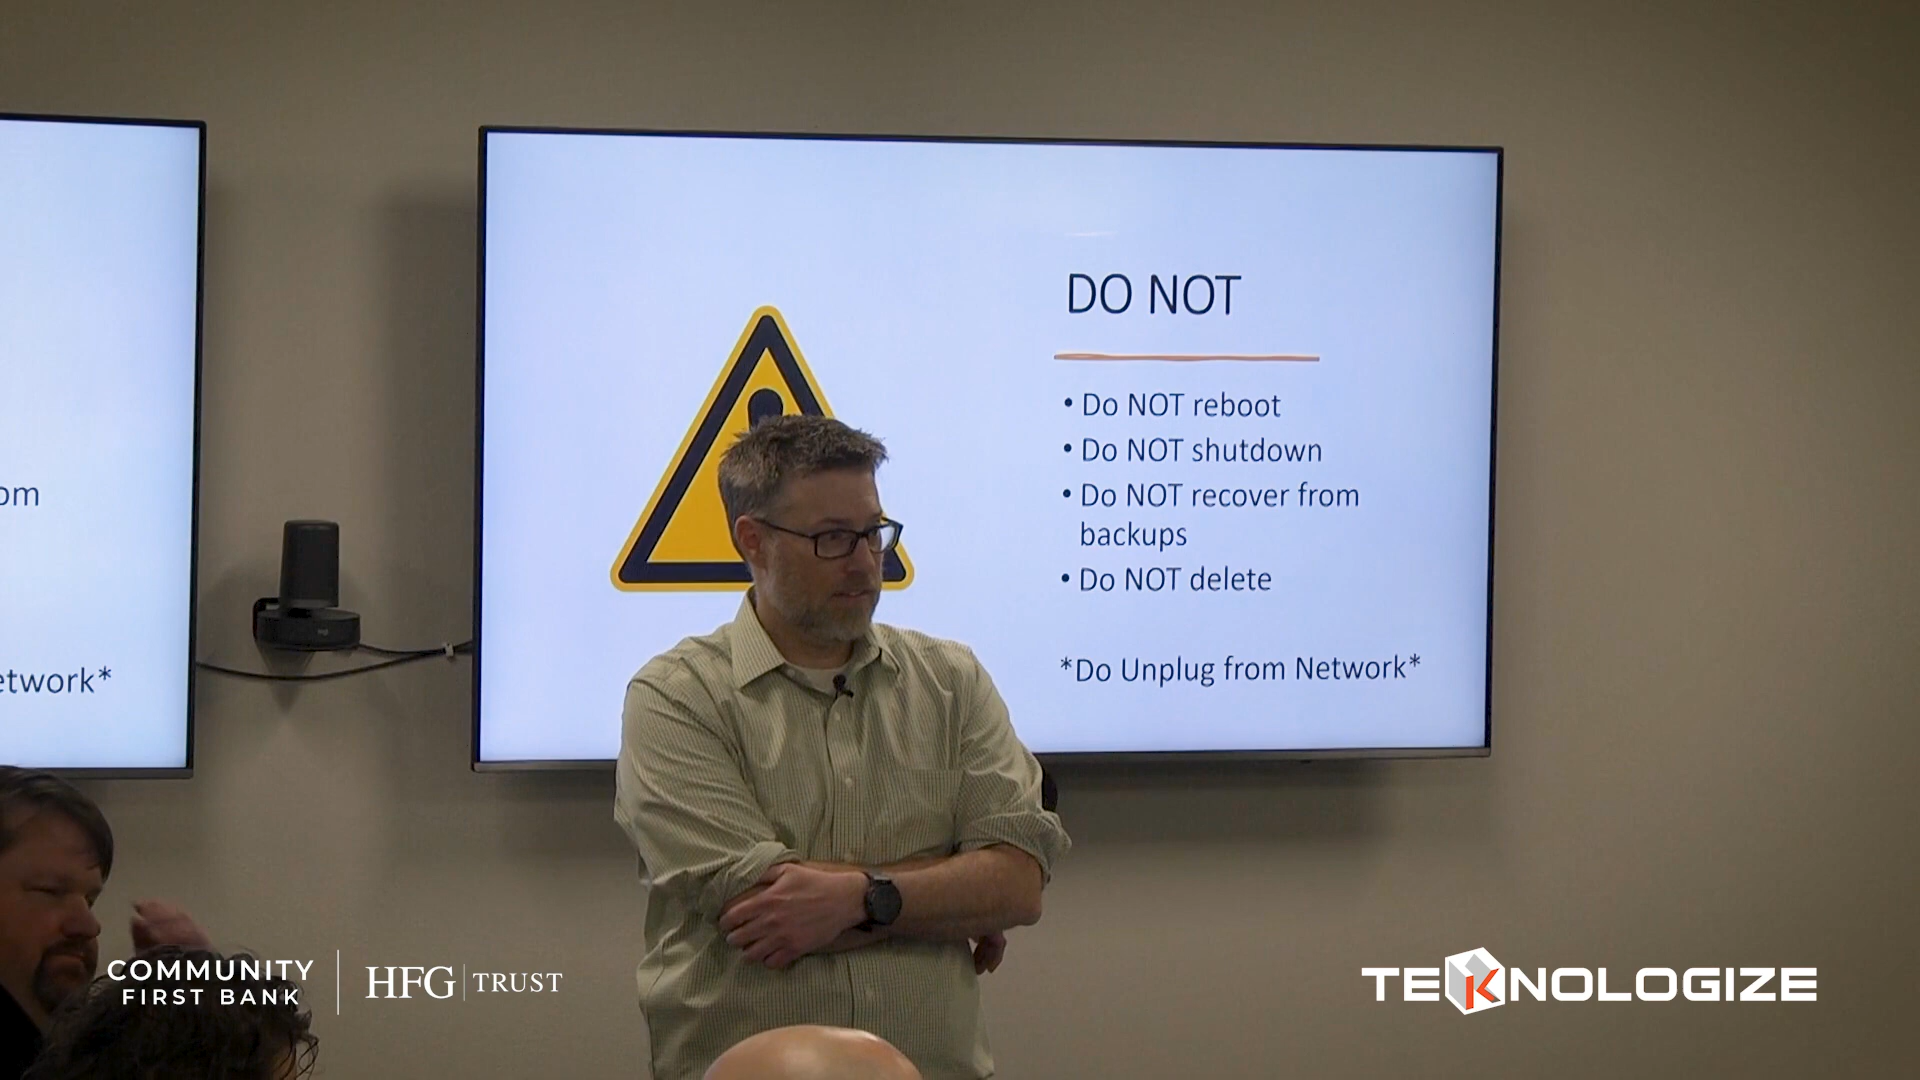 DO NOT
• Do NOT reboot
• Do NOT shutdown
• Do NOT recover from
backups
• Do NOT delete
*Do Unplug from Network*
om
etwork*
COMMUNITY
FIRST BANK
HFG TRUST
TEKNOLOGIZE